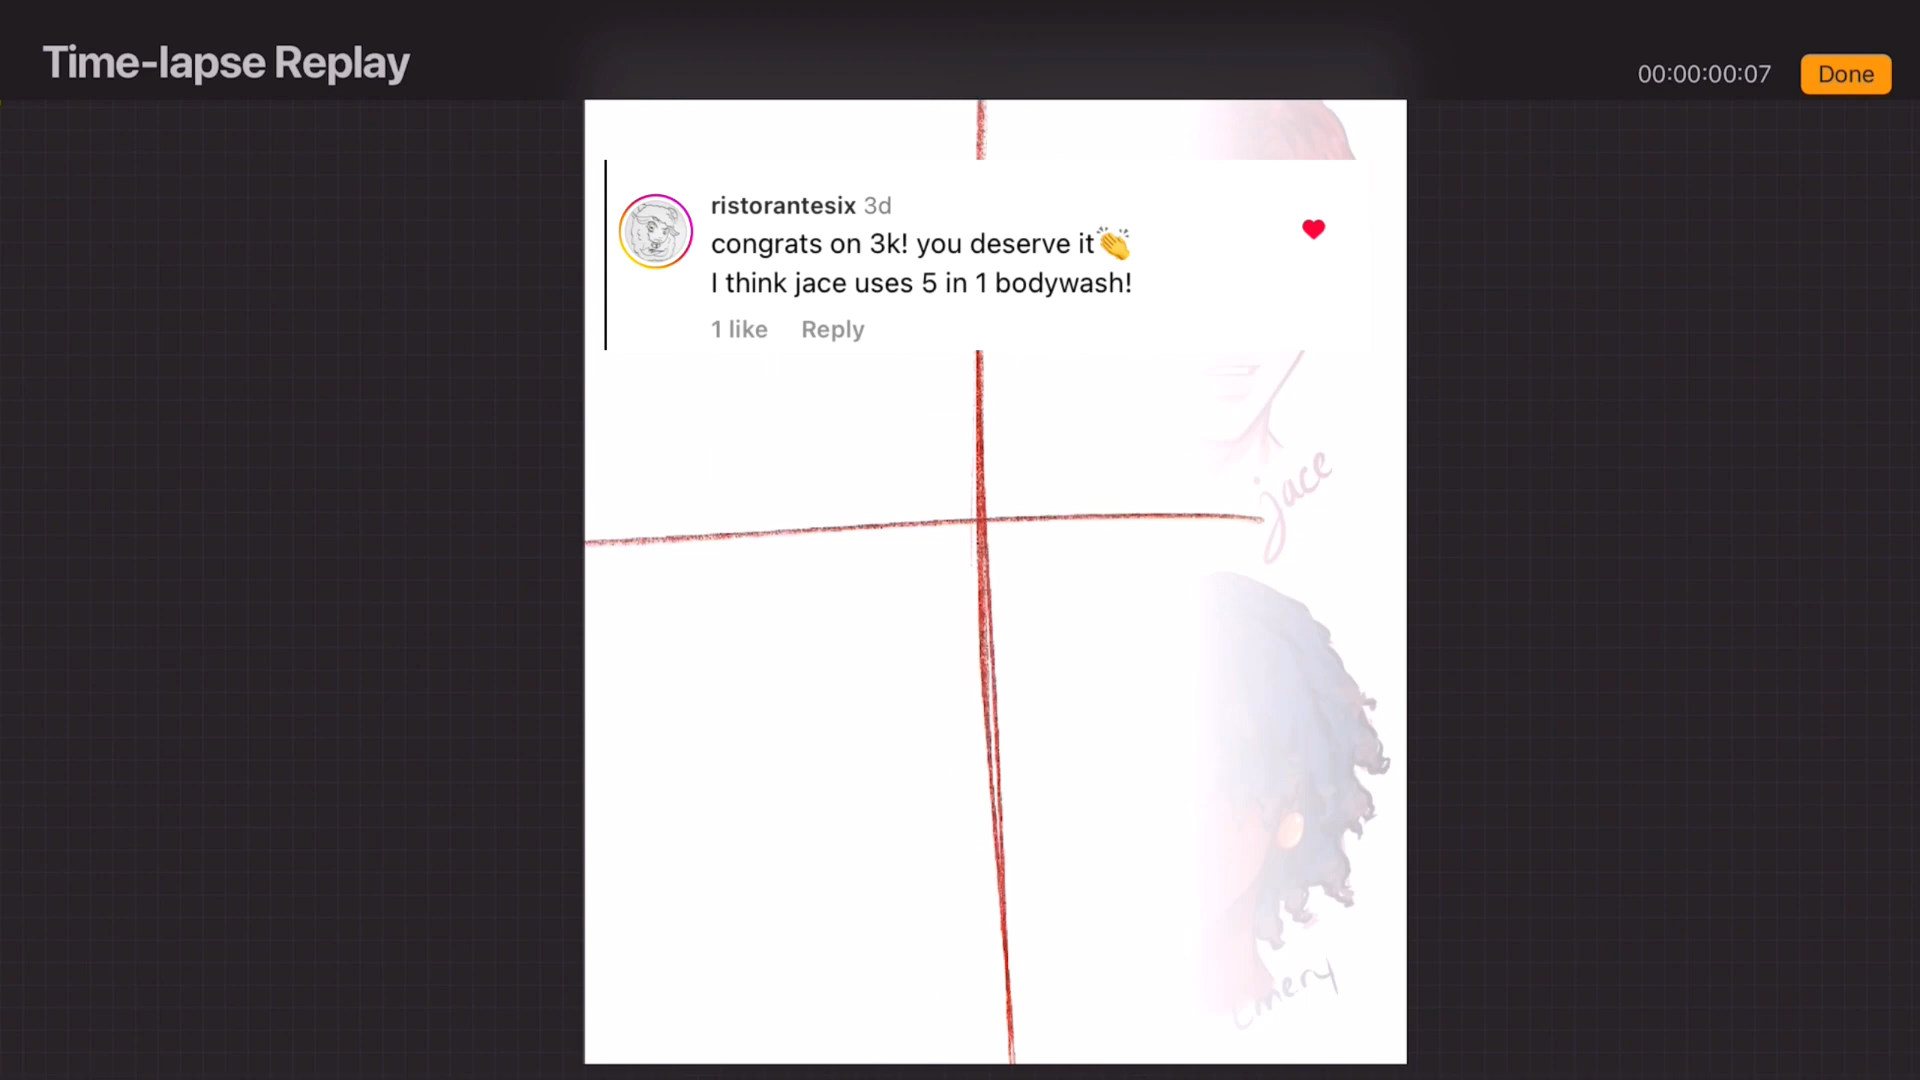 Time-lapse Replay
00:00:00:07
Done
ristorantesix 3d
congrats on 3k! you deserve it👏
I think jace uses 5 in 1 bodywash!
1 like Reply
jace
Emery